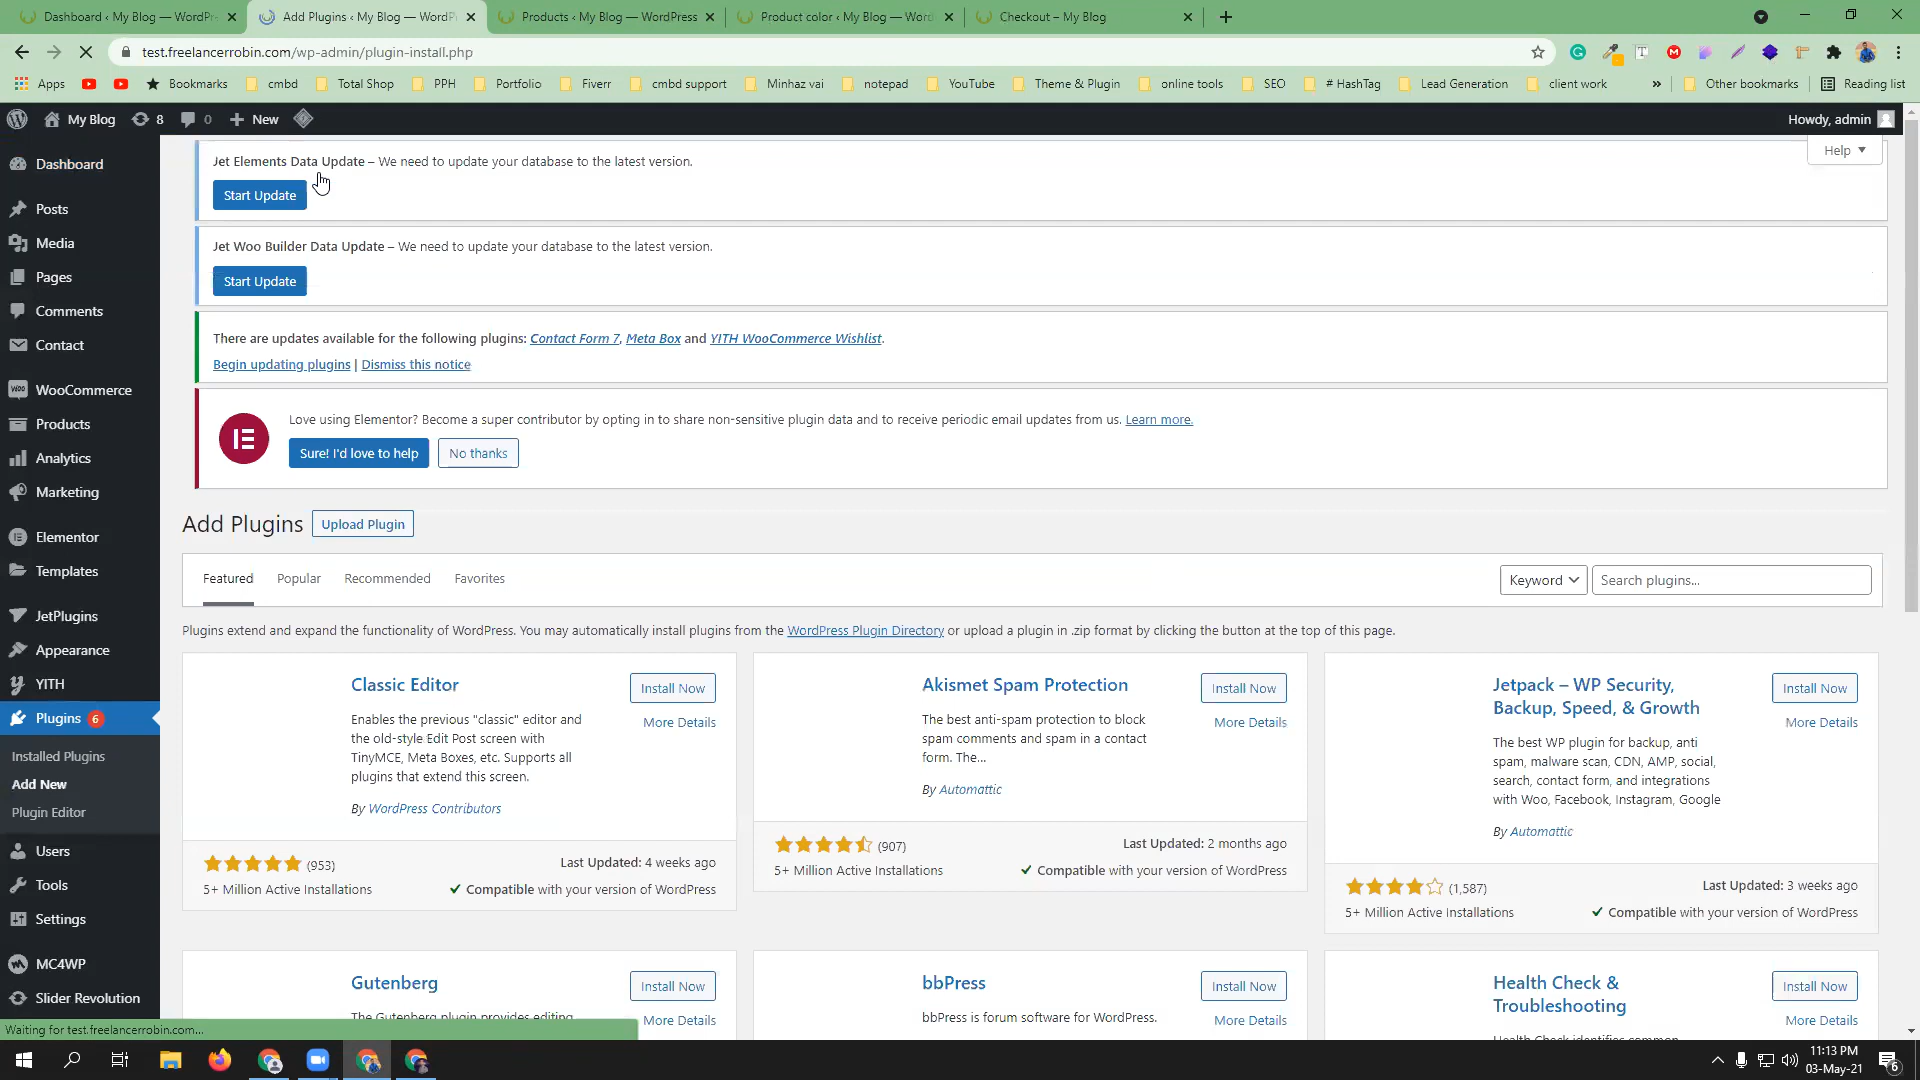 Dashboard ‹ My Blog — WordPr
Add Plugins ‹ My Blog — WordP
Products ‹ My Blog — WordPress
Product color ‹ My Blog — Word
Checkout – My Blog
test.freelancerrobin.com/wp-admin/plugin-install.php
Apps
Bookmarks
cmbd
Total Shop
PPH
Portfolio
Fiverr
cmbd support
Minhaz vai
notepad
YouTube
Theme & Plugin
online tools
SEO
# HashTag
Lead Generation
client work
»
Other bookmarks
Reading list
My Blog
8
0
New
Howdy, admin
Help
Dashboard
Posts
Media
Pages
Comments
Contact
WooCommerce
Products
Analytics
Marketing
Elementor
Templates
JetPlugins
Appearance
YITH
Plugins 6
Installed Plugins
Add New
Plugin Editor
Users
Tools
Settings
MC4WP
Slider Revolution
Jet Elements Data Update – We need to update your database to the latest version.
Start Update
Jet Woo Builder Data Update – We need to update your database to the latest version.
Start Update
There are updates available for the following plugins: Contact Form 7, Meta Box and YITH WooCommerce Wishlist.
Begin updating plugins | Dismiss this notice
Love using Elementor? Become a super contributor by opting in to share non-sensitive plugin data and to receive periodic email updates from us. Learn more.
Sure! I'd love to help
No thanks
Add Plugins
Upload Plugin
Featured
Popular
Recommended
Favorites
Keyword
Search plugins...
Plugins extend and expand the functionality of WordPress. You may automatically install plugins from the WordPress Plugin Directory or upload a plugin in .zip format by clicking the button at the top of this page.
Classic Editor
Install Now
More Details
Enables the previous "classic" editor and
the old-style Edit Post screen with
TinyMCE, Meta Boxes, etc. Supports all
plugins that extend this screen.
By WordPress Contributors
(953)
5+ Million Active Installations
Last Updated: 4 weeks ago
Compatible with your version of WordPress
Akismet Spam Protection
Install Now
More Details
The best anti-spam protection to block
spam comments and spam in a contact
form. The...
By Automattic
(907)
5+ Million Active Installations
Last Updated: 2 months ago
Compatible with your version of WordPress
Jetpack – WP Security,
Backup, Speed, & Growth
Install Now
More Details
The best WP plugin for backup, anti
spam, malware scan, CDN, AMP, social,
search, contact form, and integrations
with Woo, Facebook, Instagram, Google
By Automattic
(1,587)
5+ Million Active Installations
Last Updated: 3 weeks ago
Compatible with your version of WordPress
Gutenberg
Install Now
More Details
The Gutenberg plugin provides editing,
bbPress
Install Now
More Details
bbPress is forum software for WordPress.
Health Check &
Troubleshooting
Install Now
More Details
Health Check identifies common
Waiting for test.freelancerrobin.com...
11:13 PM
03-May-21
6